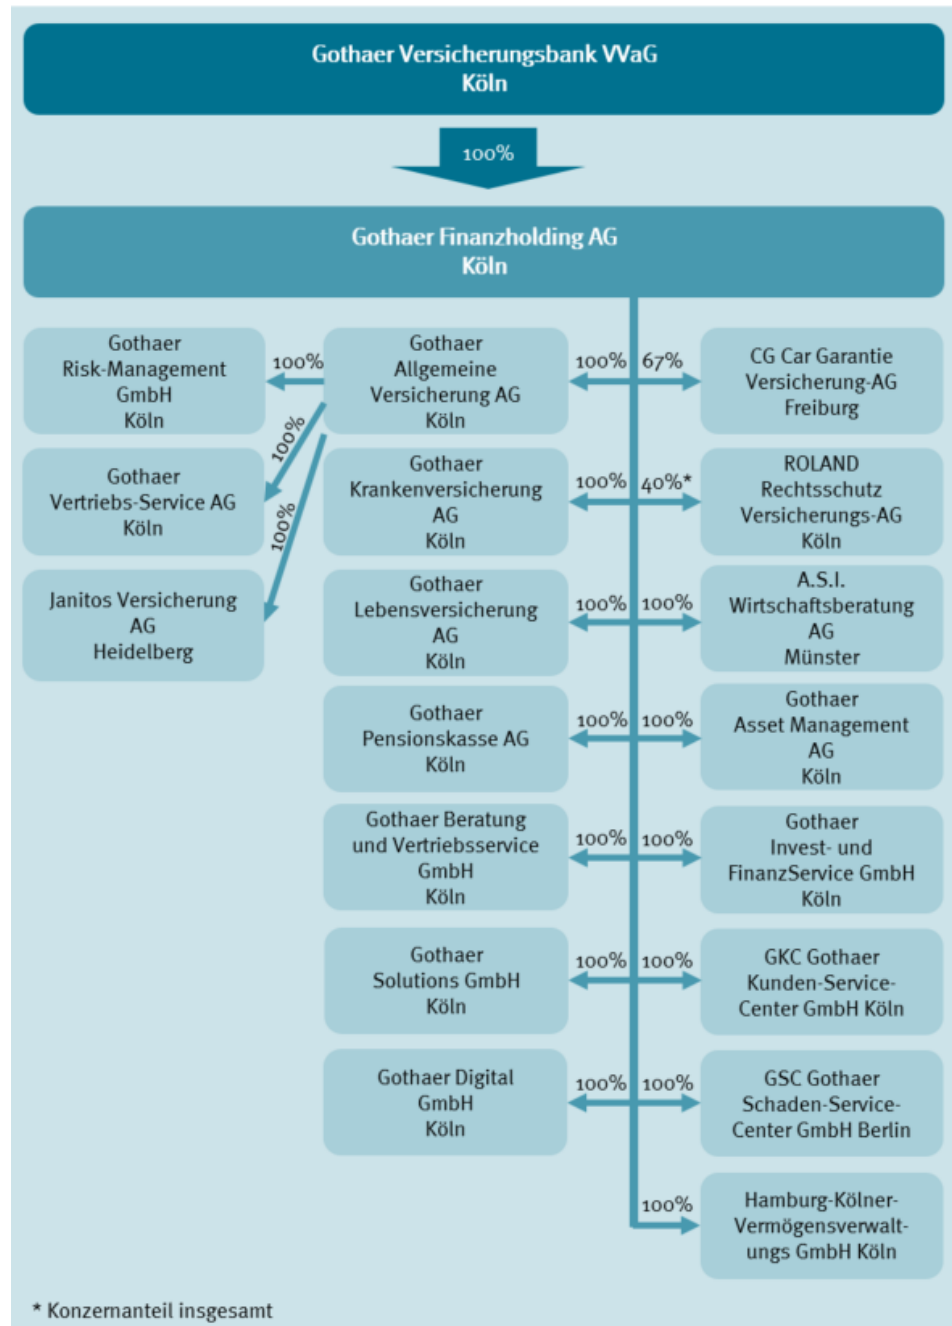 Gothaer Versicherungsbank VVaG
Köln
100%
Gothaer Finanzholding AG
Köln
Gothaer
Risk-Management
GmbH
Köln
100%
Gothaer
Allgemeine
Versicherung AG
Köln
100%
67%
CG Car Garantie
Versicherung-AG
Freiburg
100%
Gothaer
Vertriebs-Service AG
Köln
100%
Gothaer
Krankenversicherung
AG
Köln
100%
40%*
ROLAND
Rechtsschutz
Versicherungs-AG
Köln
Janitos Versicherung
AG
Heidelberg
Gothaer
Lebensversicherung
AG
Köln
100%
100%
A.S.I.
Wirtschaftsberatung
AG
Münster
Gothaer
Pensionskasse AG
Köln
100%
100%
Gothaer
Asset Management
AG
Köln
Gothaer Beratung
und Vertriebsservice
GmbH
Köln
100%
100%
Gothaer
Invest- und
FinanzService GmbH
Köln
Gothaer
Solutions GmbH
Köln
100%
100%
GKC Gothaer
Kunden-Service-
Center GmbH Köln
Gothaer Digital
GmbH
Köln
100%
100%
GSC Gothaer
Schaden-Service-
Center GmbH Berlin
100%
Hamburg-Kölner-
Vermögensverwalt-
ungs GmbH Köln
* Konzernanteil insgesamt